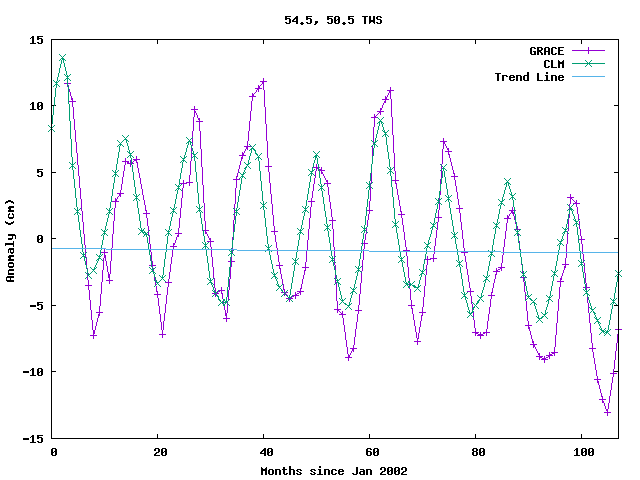 54.5, 50.5 TWS
GRACE
CLM
Trend Line
15
10
5
0
-5
-10
-15
Anomaly (cm)
0 20 40 60 80 100
Months since Jan 2002